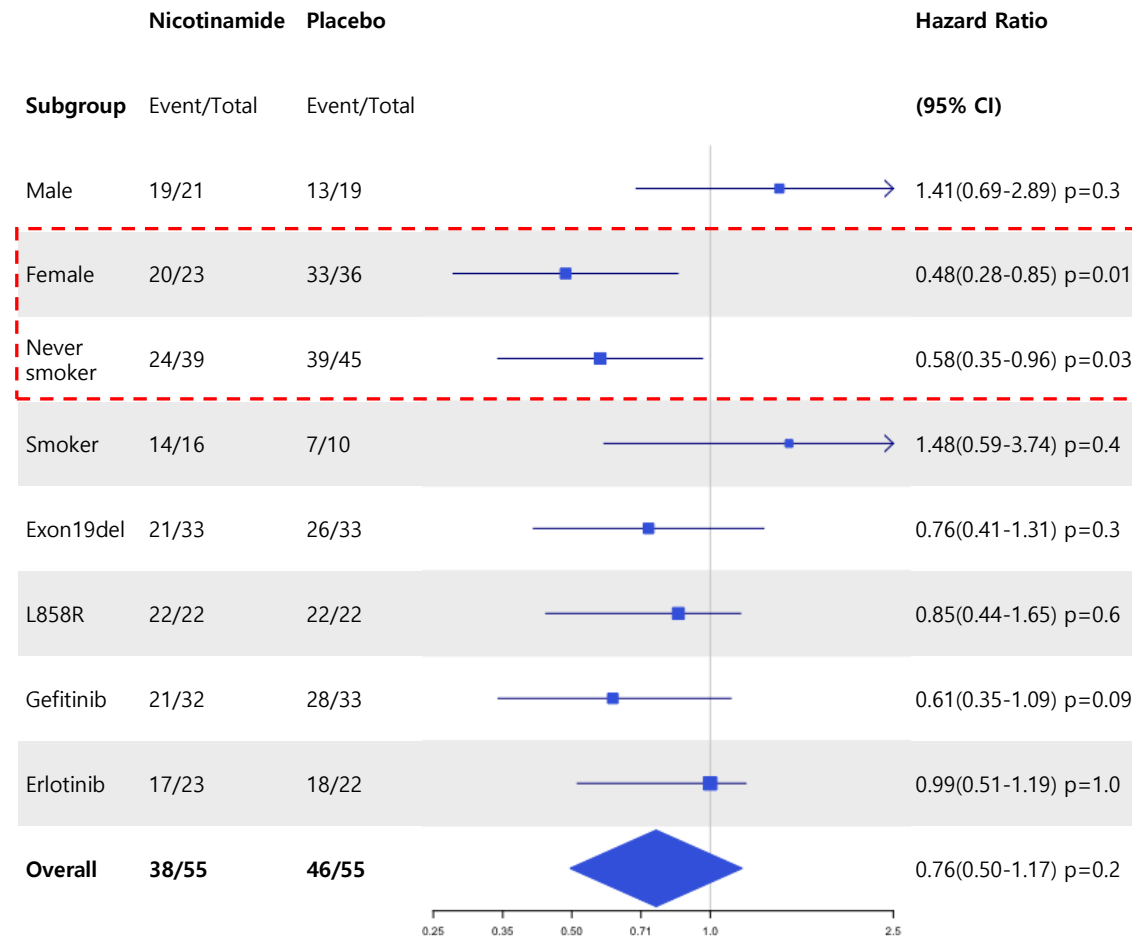 Nicotinamide Placebo Hazard Ratio
Subgroup Event/Total Event/Total (95% CI)
Male 19/21 13/19 1.41(0.69-2.89) p=0.3
Female 20/23 33/36 0.48(0.28-0.85) p=0.01
Never
smoker 24/39 39/45 0.58(0.35-0.96) p=0.03
Smoker 14/16 7/10 1.48(0.59-3.74) p=0.4
Exon19del 21/33 26/33 0.76(0.41-1.31) p=0.3
L858R 22/22 22/22 0.85(0.44-1.65) p=0.6
Gefitinib 21/32 28/33 0.61(0.35-1.09) p=0.09
Erlotinib 17/23 18/22 0.99(0.51-1.19) p=1.0
Overall 38/55 46/55 0.76(0.50-1.17) p=0.2
0.25 0.35 0.50 0.71 1.0 2.5